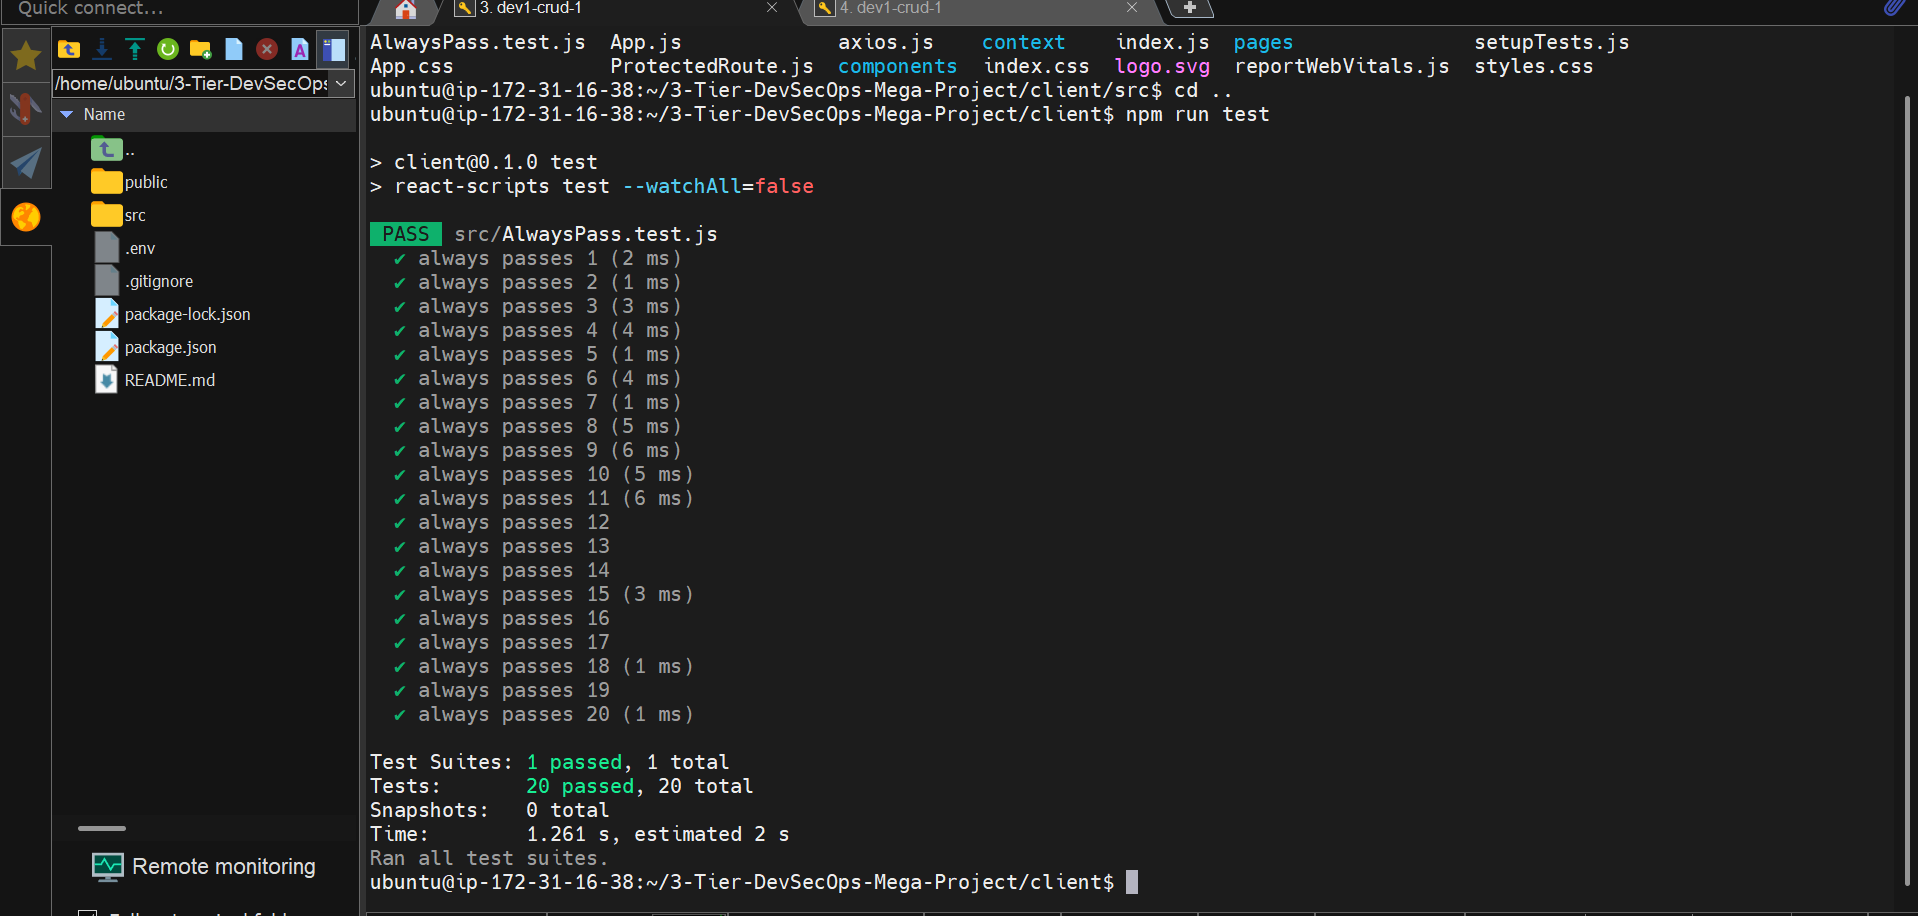 Quick connect...
3. dev1-crud-1
4. dev1-crud-1
/home/ubuntu/3-Tier-DevSecOps
Name
..
public
src
.env
.gitignore
package-lock.json
package.json
README.md
Remote monitoring
AlwaysPass.test.js App.js axios.js context index.js pages setupTests.js
App.css ProtectedRoute.js components index.css logo.svg reportWebVitals.js styles.css
ubuntu@ip-172-31-16-38:~/3-Tier-DevSecOps-Mega-Project/client/src$ cd ..
ubuntu@ip-172-31-16-38:~/3-Tier-DevSecOps-Mega-Project/client$ npm run test
> client@0.1.0 test
> react-scripts test --watchAll=false
PASS src/AlwaysPass.test.js
✔ always passes 1 (2 ms)
✔ always passes 2 (1 ms)
✔ always passes 3 (3 ms)
✔ always passes 4 (4 ms)
✔ always passes 5 (1 ms)
✔ always passes 6 (4 ms)
✔ always passes 7 (1 ms)
✔ always passes 8 (5 ms)
✔ always passes 9 (6 ms)
✔ always passes 10 (5 ms)
✔ always passes 11 (6 ms)
✔ always passes 12
✔ always passes 13
✔ always passes 14
✔ always passes 15 (3 ms)
✔ always passes 16
✔ always passes 17
✔ always passes 18 (1 ms)
✔ always passes 19
✔ always passes 20 (1 ms)
Test Suites: 1 passed, 1 total
Tests: 20 passed, 20 total
Snapshots: 0 total
Time: 1.261 s, estimated 2 s
Ran all test suites.
ubuntu@ip-172-31-16-38:~/3-Tier-DevSecOps-Mega-Project/client$